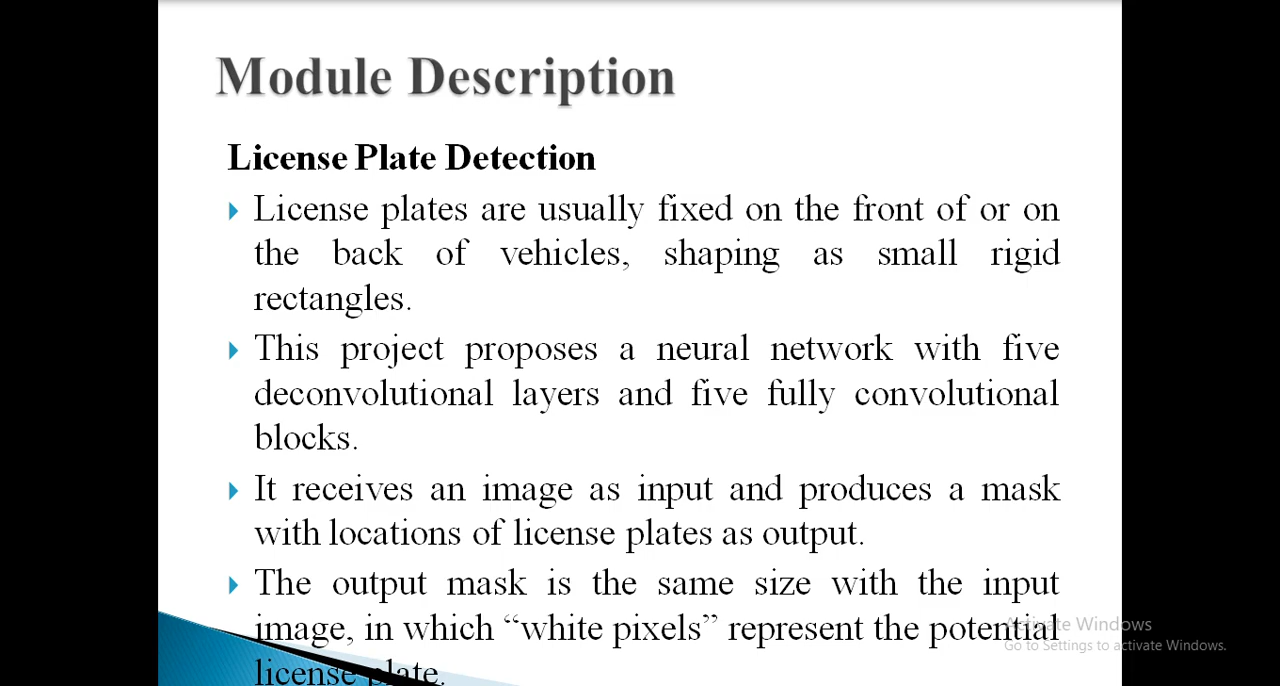 Module Description
License Plate Detection
License plates are usually fixed on the front of or on
the back of vehicles, shaping as small rigid
rectangles.
This project proposes a neural network with five
deconvolutional layers and five fully convolutional
blocks.
It receives an image as input and produces a mask
with locations of license plates as output.
The output mask is the same size with the input
image, in which “white pixels” represent the potential
license plate.
Activate Windows
Go to Settings to activate Windows.